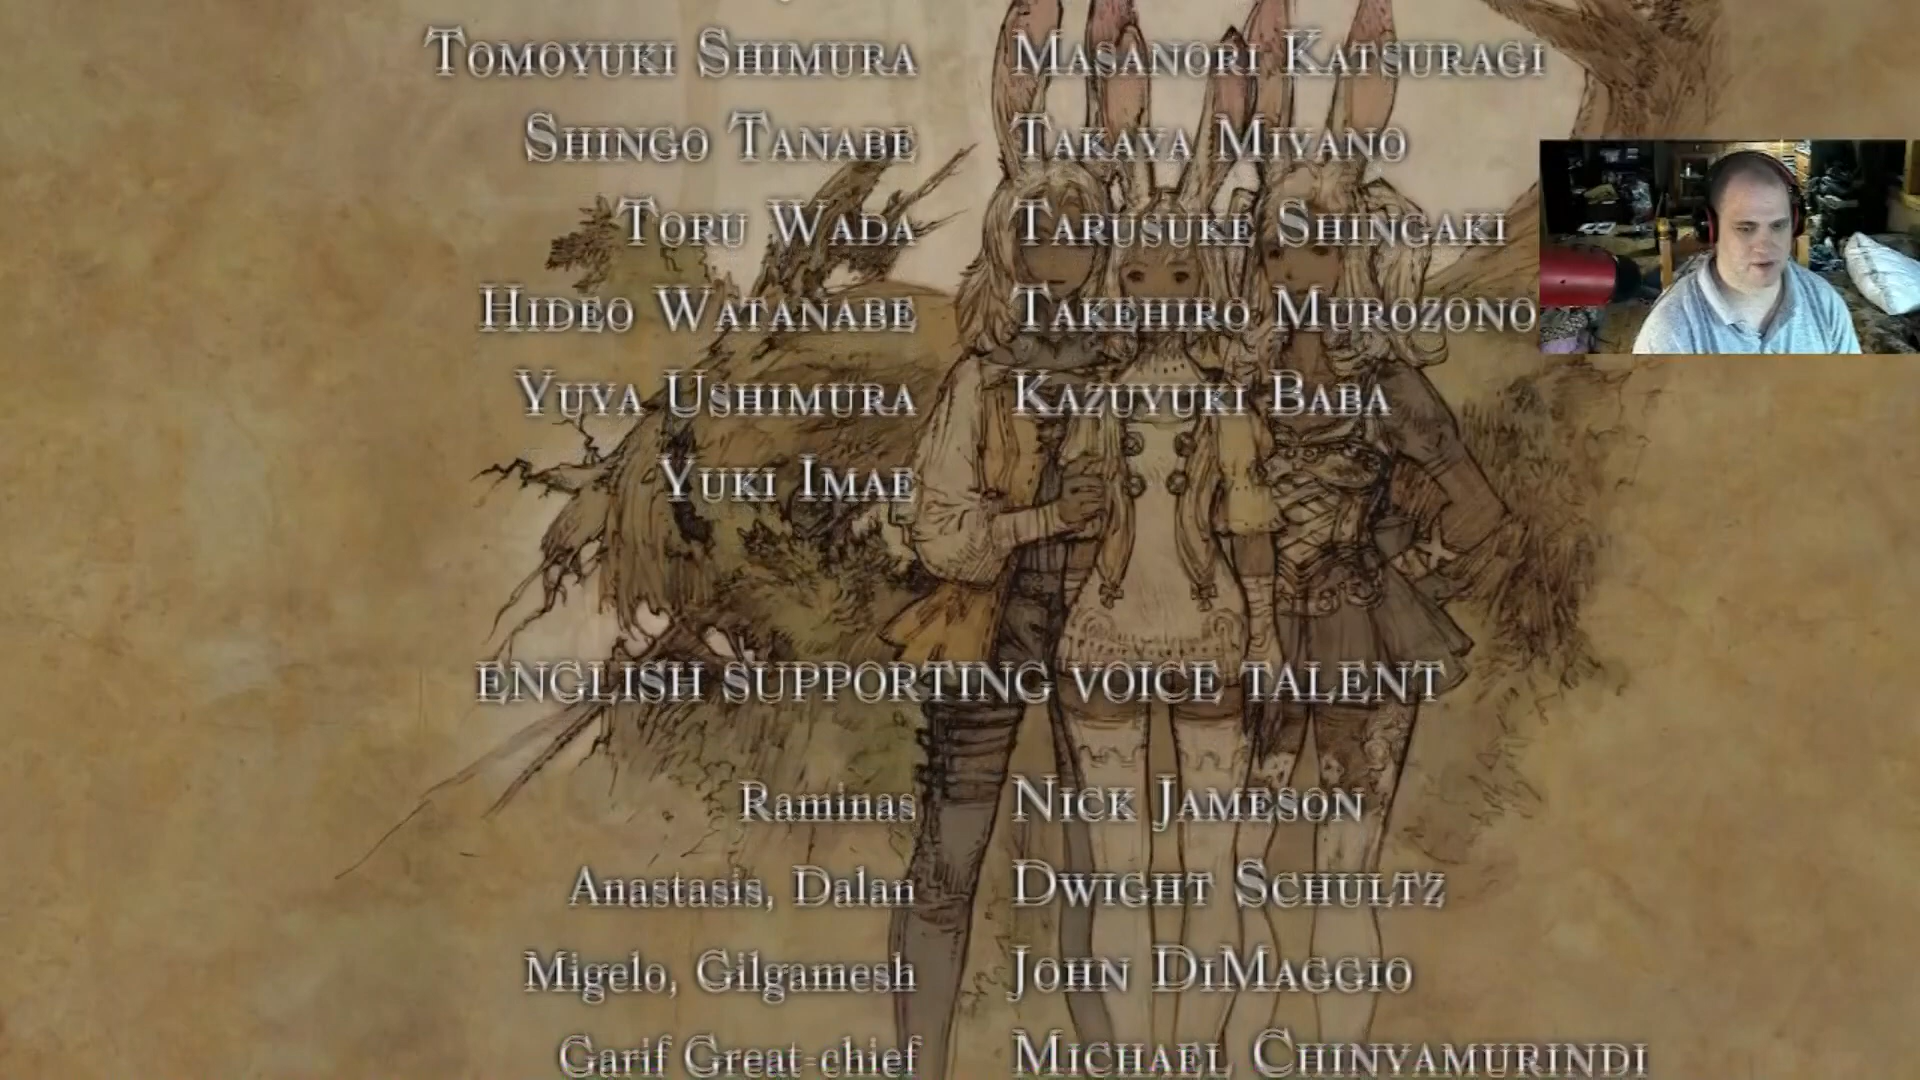 Tomoyuki Shimura Masanori Katsuragi
Shingo Tanabe Takaya Miyano
Toru Wada Tarusuke Shingaki
Hideo Watanabe Takehiro Murozono
Yuya Ushimura Kazuyuki Baba
Yuki Imae
ENGLISH SUPPORTING VOICE TALENT
Raminas Nick Jameson
Anastasis, Dalan Dwight Schultz
Migelo, Gilgamesh John DiMaggio
Garif Great-chief Michael Chinyamurindi